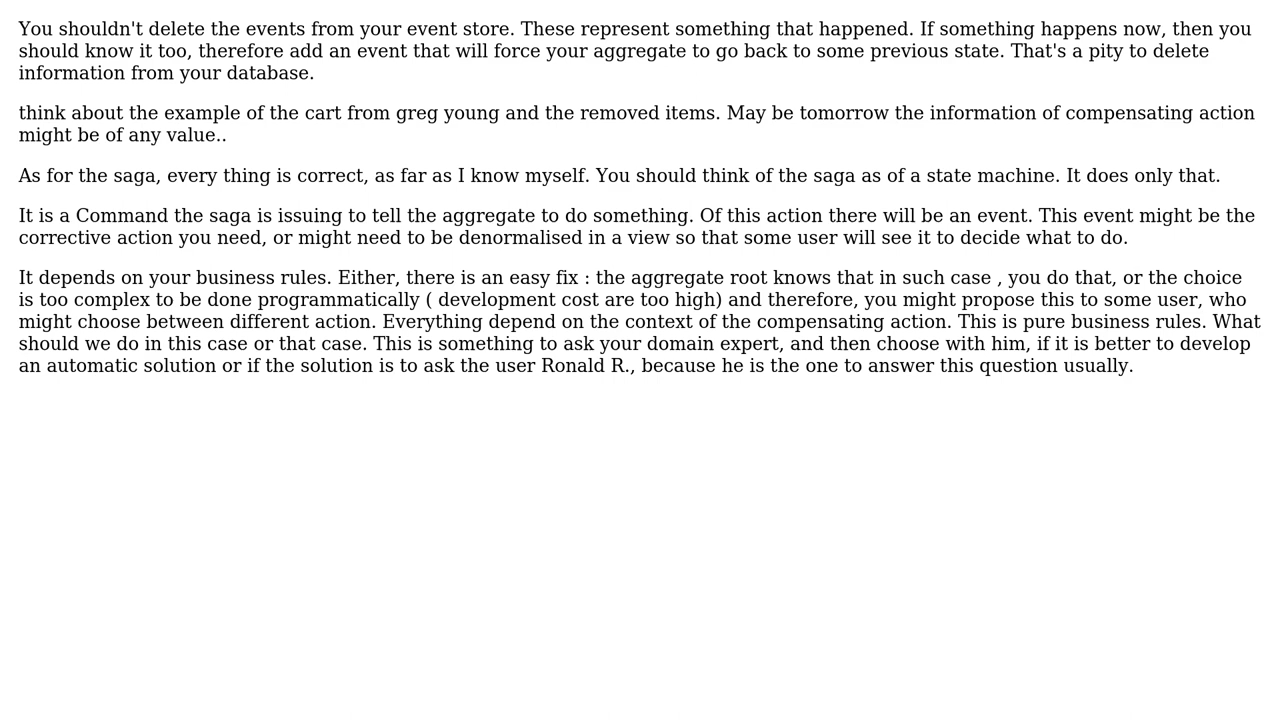 You shouldn't delete the events from your event store. These represent something that happened. If something happens now, then you
should know it too, therefore add an event that will force your aggregate to go back to some previous state. That's a pity to delete
information from your database.
think about the example of the cart from greg young and the removed items. May be tomorrow the information of compensating action
might be of any value..
As for the saga, every thing is correct, as far as I know myself. You should think of the saga as of a state machine. It does only that.
It is a Command the saga is issuing to tell the aggregate to do something. Of this action there will be an event. This event might be the
corrective action you need, or might need to be denormalised in a view so that some user will see it to decide what to do.
It depends on your business rules. Either, there is an easy fix : the aggregate root knows that in such case , you do that, or the choice
is too complex to be done programmatically ( development cost are too high) and therefore, you might propose this to some user, who
might choose between different action. Everything depend on the context of the compensating action. This is pure business rules. What
should we do in this case or that case. This is something to ask your domain expert, and then choose with him, if it is better to develop
an automatic solution or if the solution is to ask the user Ronald R., because he is the one to answer this question usually.